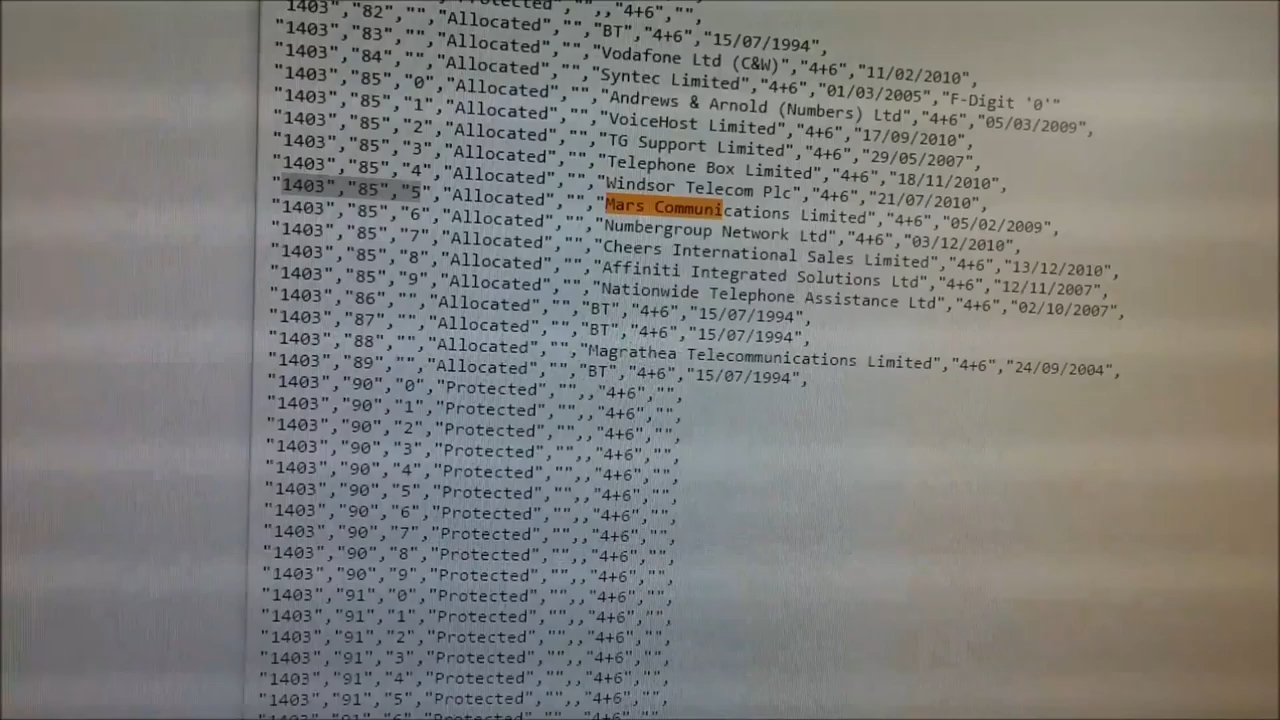 Protected","",,"4+6","",
1403","82","","Allocated","","BT","4+6","15/07/1994",
"1403","83","","Allocated","","Vodafone Ltd (C&W)","4+6","11/02/2010",
"1403","84","","Allocated","","Syntec Limited","4+6","01/03/2005","F-Digit '0'"
"1403","85","0","Allocated","","Andrews & Arnold (Numbers) Ltd","4+6","05/03/2009",
"1403","85","1","Allocated","","VoiceHost Limited","4+6","17/09/2010",
"1403","85","2","Allocated","","TG Support Limited","4+6","29/05/2007",
"1403","85","3","Allocated","","Telephone Box Limited","4+6","18/11/2010",
"1403","85","4","Allocated","","Windsor Telecom Plc","4+6","21/07/2010",
"1403","85","5","Allocated","","Mars Communications Limited","4+6","05/02/2009",
"1403","85","6","Allocated","","Numbergroup Network Ltd","4+6","03/12/2010",
"1403","85","7","Allocated","","Cheers International Sales Limited","4+6","13/12/2010",
"1403","85","8","Allocated","","Affiniti Integrated Solutions Ltd","4+6","12/11/2007",
"1403","85","9","Allocated","","Nationwide Telephone Assistance Ltd","4+6","02/10/2007",
"1403","86","","Allocated","","BT","4+6","15/07/1994",
"1403","87","","Allocated","","BT","4+6","15/07/1994",
"1403","88","","Allocated","","Magrathea Telecommunications Limited","4+6","24/09/2004",
"1403","89","","Allocated","","BT","4+6","15/07/1994",
"1403","90","0","Protected","",,"4+6","",
"1403","90","1","Protected","",,"4+6","",
"1403","90","2","Protected","",,"4+6","",
"1403","90","3","Protected","",,"4+6","",
"1403","90","4","Protected","",,"4+6","",
"1403","90","5","Protected","",,"4+6","",
"1403","90","6","Protected","",,"4+6","",
"1403","90","7","Protected","",,"4+6","",
"1403","90","8","Protected","",,"4+6","",
"1403","90","9","Protected","",,"4+6","",
"1403","91","0","Protected","",,"4+6","",
"1403","91","1","Protected","",,"4+6","",
"1403","91","2","Protected","",,"4+6","",
"1403","91","3","Protected","",,"4+6","",
"1403","91","4","Protected","",,"4+6","",
"1403","91","5","Protected","",,"4+6","",